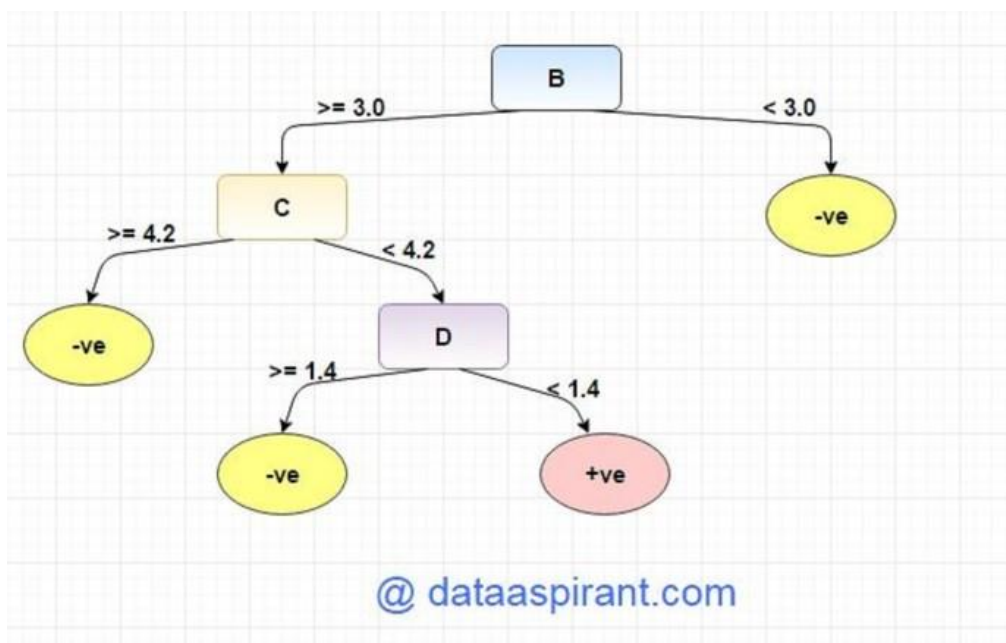 B
>= 3.0
< 3.0
C
-ve
>= 4.2
< 4.2
-ve
D
>= 1.4
< 1.4
-ve
+ve
@ dataaspirant.com